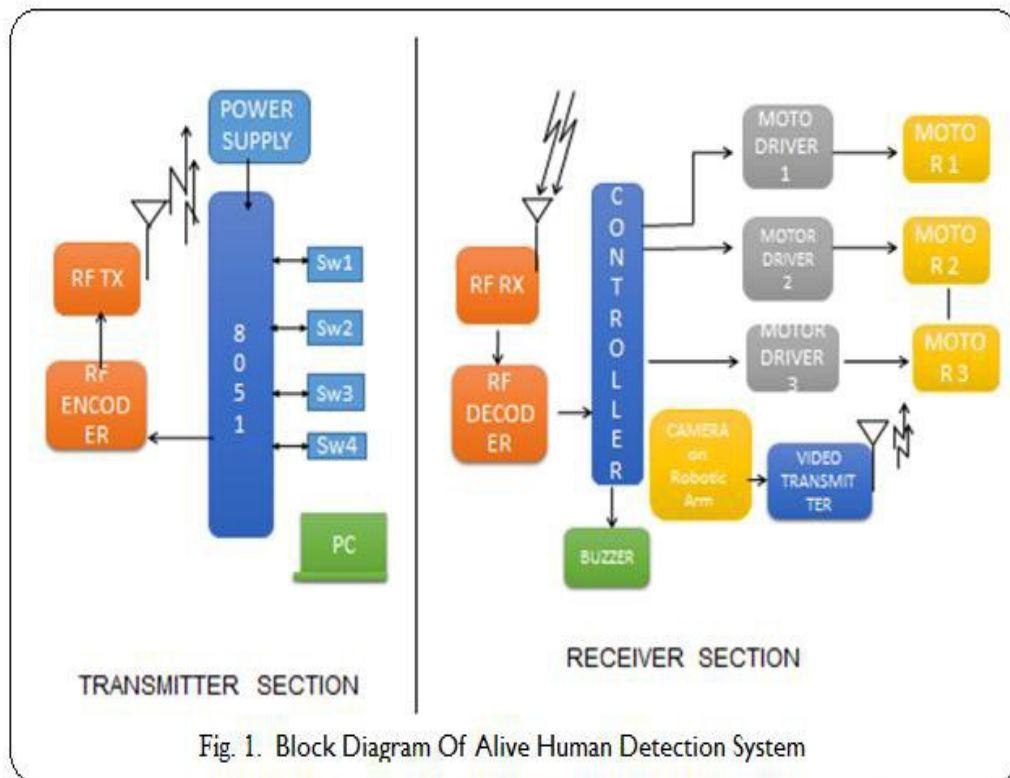 POWER
SUPPLY
RF TX
RF
ENCOD
ER
8
0
5
1
Sw1
Sw2
Sw3
Sw4
PC
TRANSMITTER SECTION
RF RX
RF
DECOD
ER
C
O
N
T
R
O
L
L
E
R
MOTO
DRIVER
1
MOTO
R 1
MOTOR
DRIVER
2
MOTO
R 2
MOTOR
DRIVER
3
MOTO
R 3
CAMERA
on
Robotic
Arm
VIDEO
TRANSMIT
TER
BUZZER
RECEIVER SECTION
Fig. 1. Block Diagram Of Alive Human Detection System